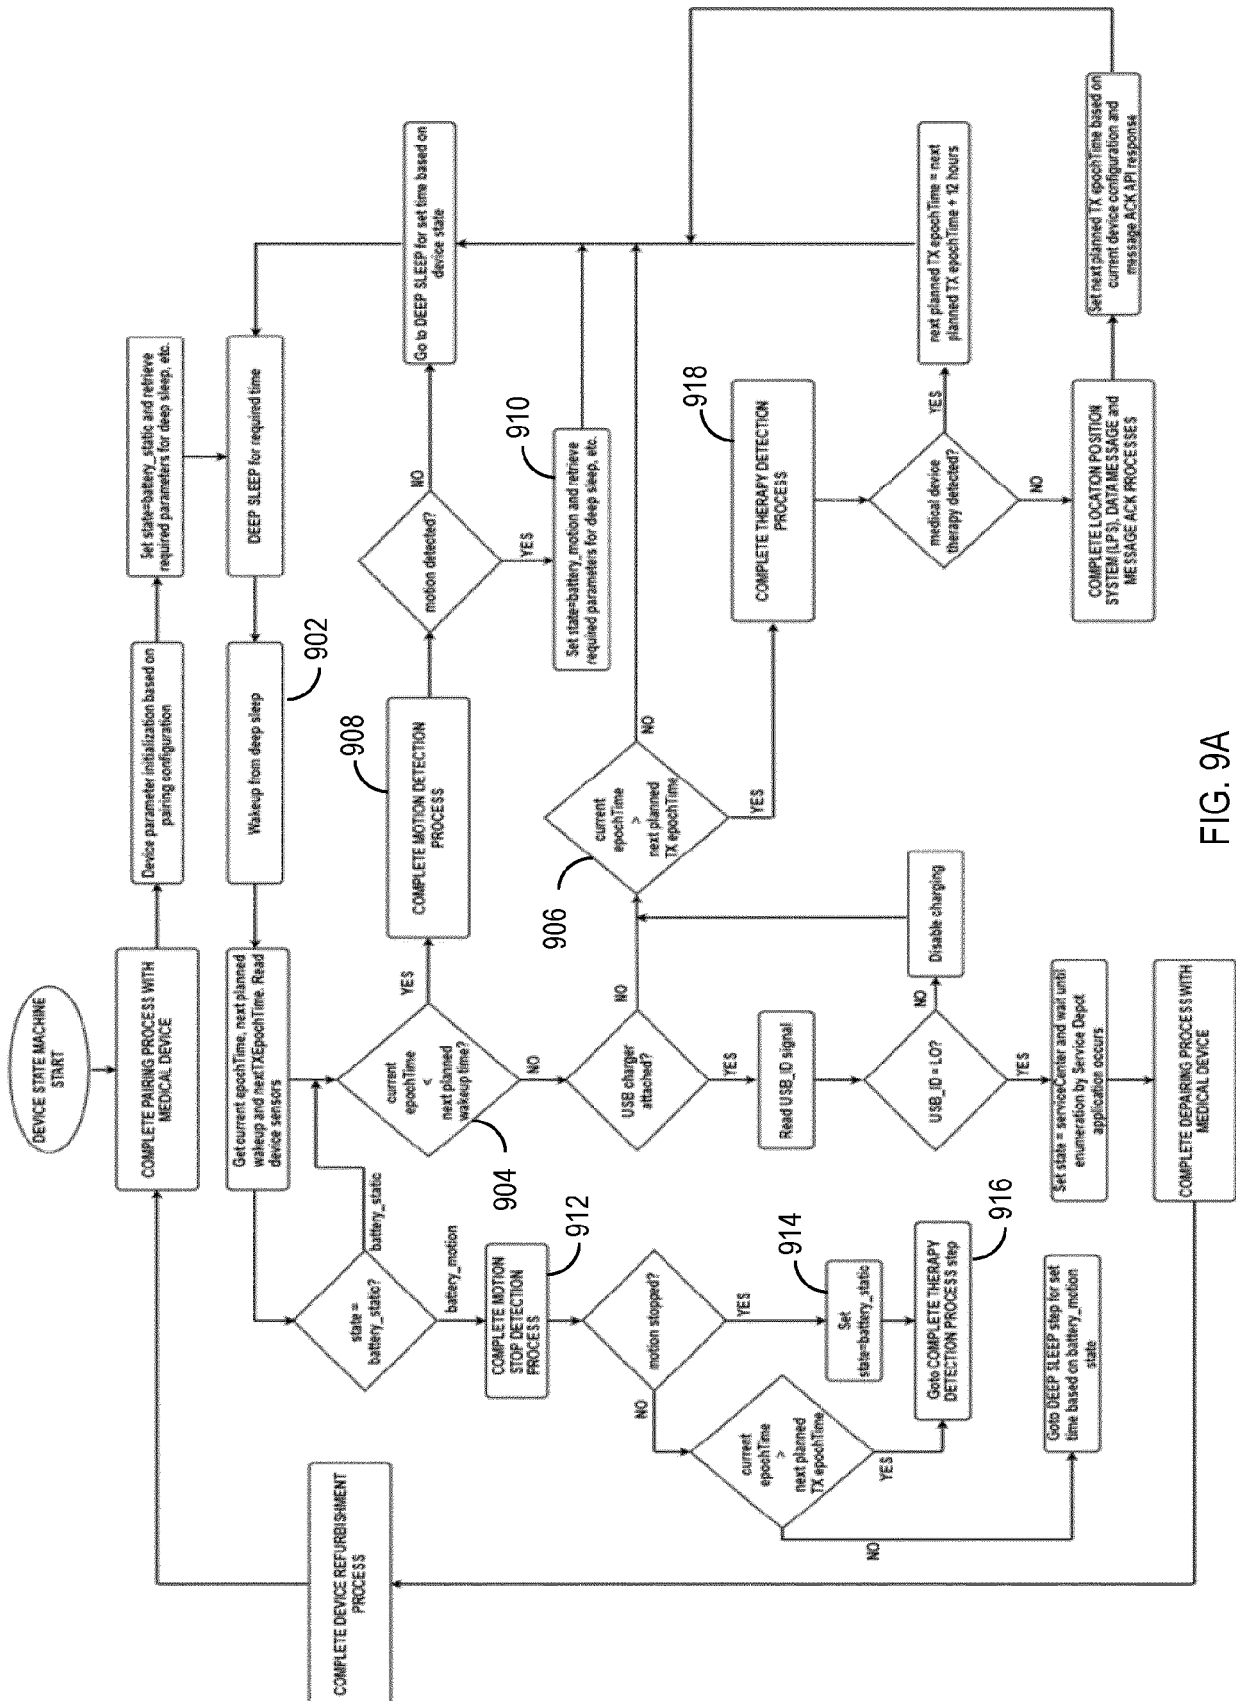 DEVICE STATE MACHINE
START
COMPLETE PAIRING PROCESS WITH
MEDICAL DEVICE
Device parameter initialization based on
pairing configuration
Set state=battery_static and retrieve
required parameters for deep sleep, etc.
DEEP SLEEP for required time
Wakeup from deep sleep
902
Get current epochTime, next planned
wakeup and nextTXEpochTime. Read
device sensors
state =
battery_static?
battery_static
battery_motion
COMPLETE MOTION
STOP DETECTION
PROCESS
912
motion stopped?
YES
NO
Set
state=battery_static
914
Goto COMPLETE THERAPY
DETECTION PROCESS step
916
current
epochTime
>
next planned
TX epochTime
YES
NO
Goto DEEP SLEEP step for set
time based on battery_motion
state
current
epochTime
<
next planned
wakeup time?
904
YES
NO
COMPLETE MOTION DETECTION
PROCESS
908
motion detected?
NO
YES
Go to DEEP SLEEP for set time based on
device state
Set state=battery_motion and retrieve
required parameters for deep sleep, etc.
910
USB charger
attached?
NO
YES
Read USB_ID signal
USB_ID = LO?
NO
YES
Disable charging
Set state = serviceCenter and wait until
enumeration by Service Depot
application occurs
COMPLETE DEPAIRING PROCESS WITH
MEDICAL DEVICE
COMPLETE DEVICE REFURBISHMENT
PROCESS
current
epochTime
>
next planned
TX epochTime
906
NO
YES
COMPLETE THERAPY DETECTION
PROCESS
918
medical device
therapy detected?
YES
NO
next planned TX epochTime = next
planned TX epochTime + 12 hours
COMPLETE LOCATION POSITION
SYSTEM (LPS), DATA MESSAGE and
MESSAGE ACK PROCESSES
Set next planned TX epochTime based on
current device configuration and
message ACK API response
FIG. 9A